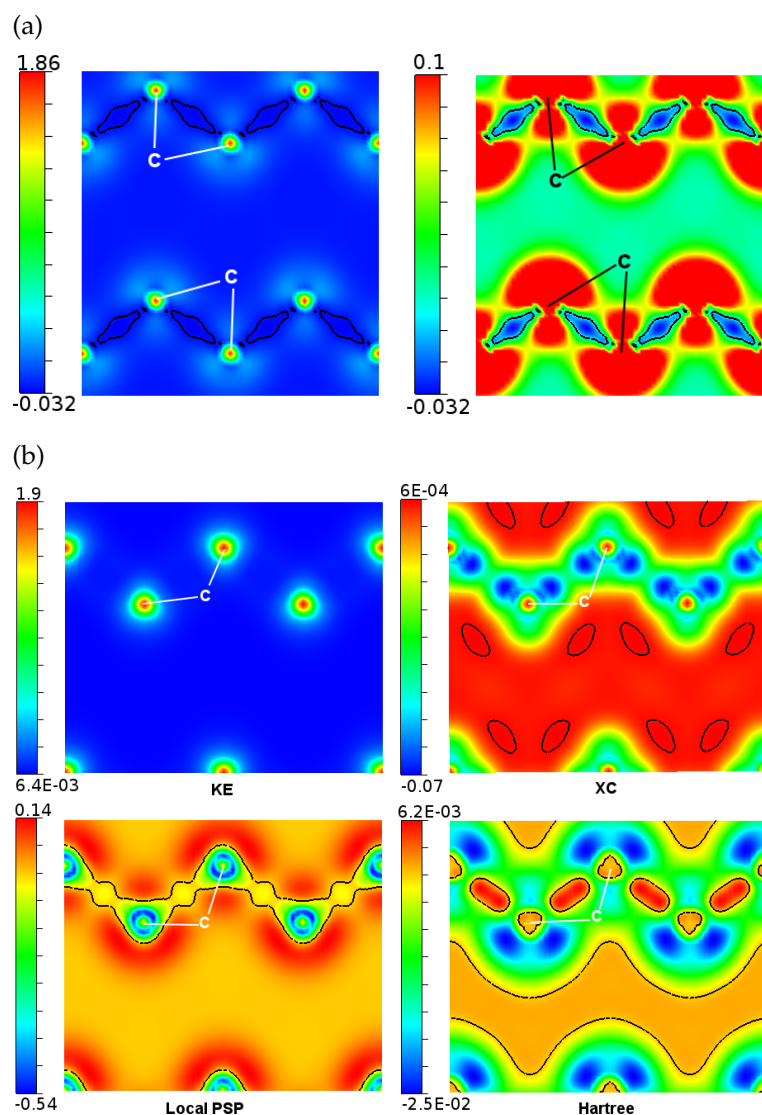 (a)
1.86
-0.032
C
C
0.1
-0.032
C
C
(b)
1.9
6.4E-03
C
KE
6E-04
-0.07
C
XC
0.14
-0.54
C
Local PSP
6.2E-03
-2.5E-02
C
Hartree